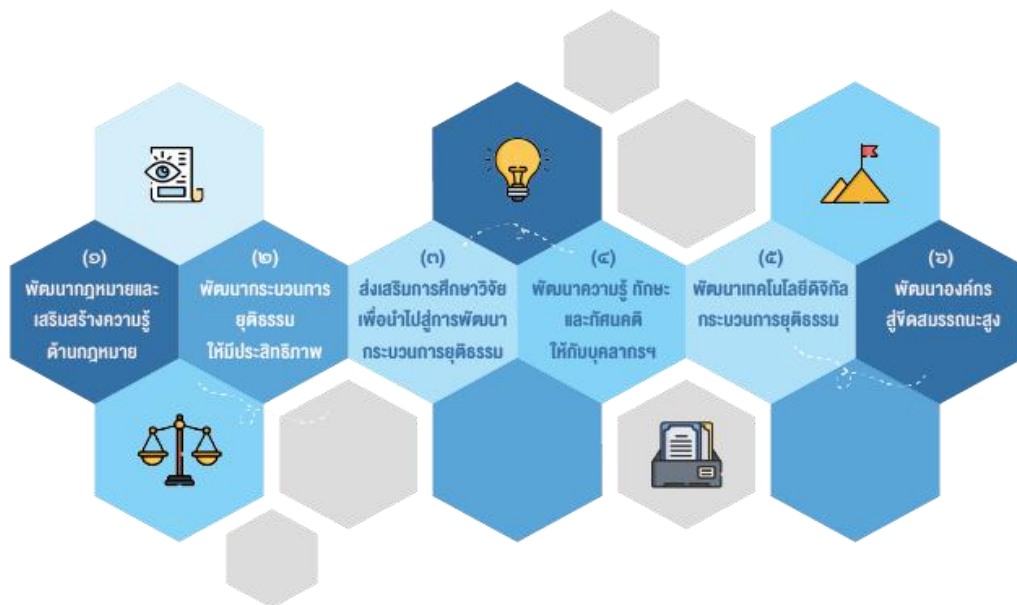 (๑)
พัฒนากฎหมายและ
เสริมสร้างความรู้
ด้านกฎหมาย
(๒)
พัฒนากระบวนการ
ยุติธรรม
ให้มีประสิทธิภาพ
(๓)
ส่งเสริมการศึกษาวิจัย
เพื่อนำไปสู่การพัฒนา
กระบวนการยุติธรรม
(๔)
พัฒนาความรู้ ทักษะ
และทัศนคติ
ให้กับบุคลากรฯ
(๕)
พัฒนาเทคโนโลยีดิจิทัล
กระบวนการยุติธรรม
(๖)
พัฒนาองค์กร
สู่ขีดสมรรถนะสูง